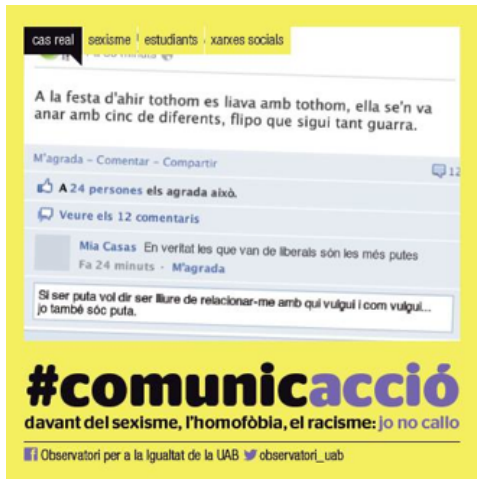 cas real sexisme estudiants xarxes socials
A la festa d'ahir tothom es liava amb tothom, ella se'n va
anar amb cinc de diferents, flipo que sigui tant guarra.
M'agrada – Comentar – Compartir 12
A 24 persones els agrada això.
Veure els 12 comentaris
Mia Casas En veritat les que van de liberals són les més putes
Fa 24 minuts · M'agrada
Si ser puta vol dir ser lliure de relacionar-me amb qui vulgui i com vulgui...
jo també sóc puta.
#comunicacció
davant del sexisme, l'homofòbia, el racisme: jo no callo
Observatori per a la Igualtat de la UAB observatori_uab